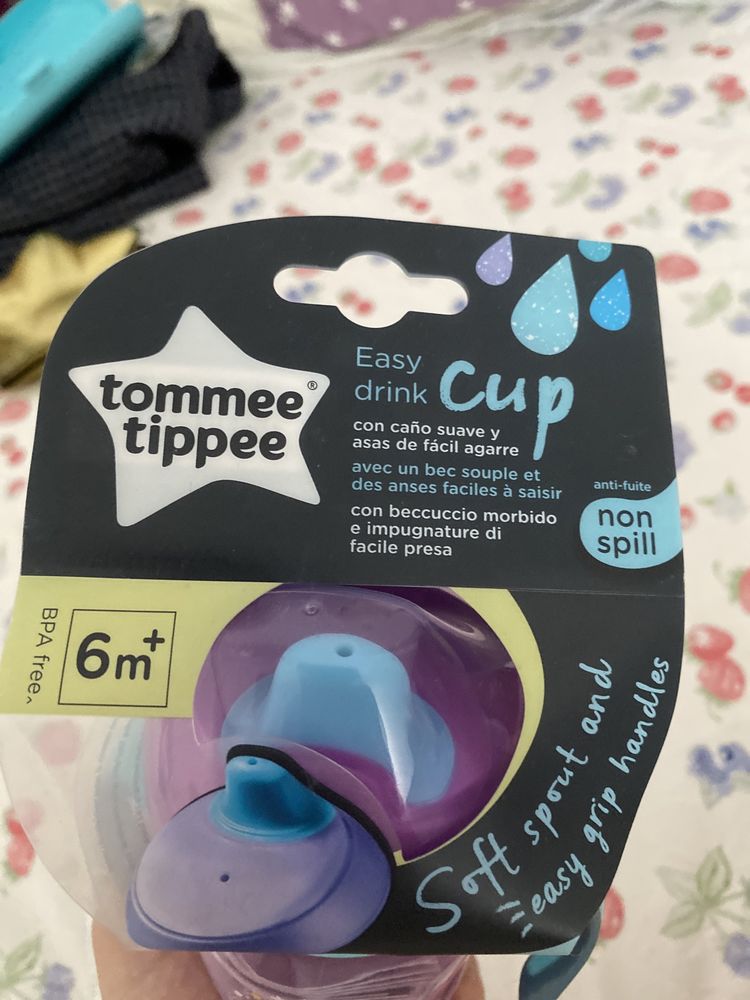 tommee®
tippee
Easy
drink cup
con caño suave y
asas de fácil agarre
avec un bec souple et
des anses faciles à saisir
con beccuccio morbido
e impugnature di
facile presa
anti-fuite
non
spill
BPA free^
6m+
Soft spout and
easy grip handles